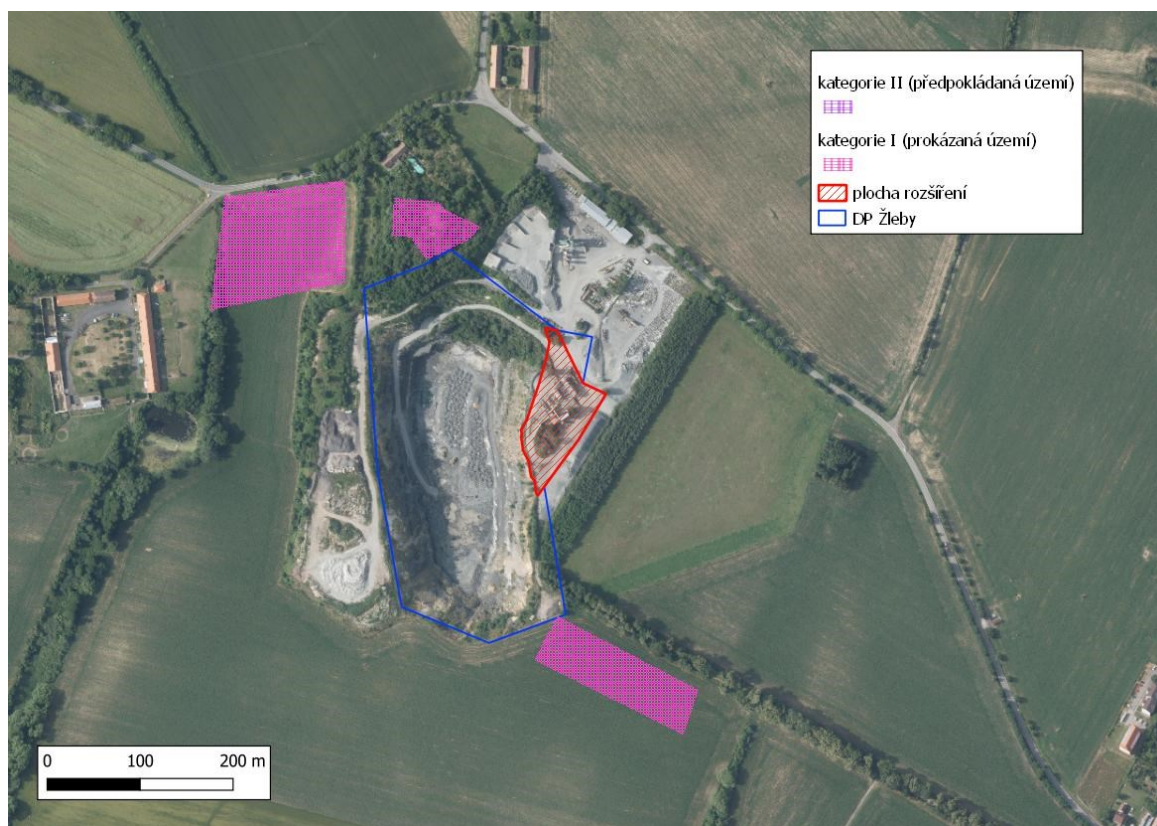 kategorie II (předpokládaná území)
kategorie I (prokázaná území)
plocha rozšíření
DP Žleby
0 100 200 m